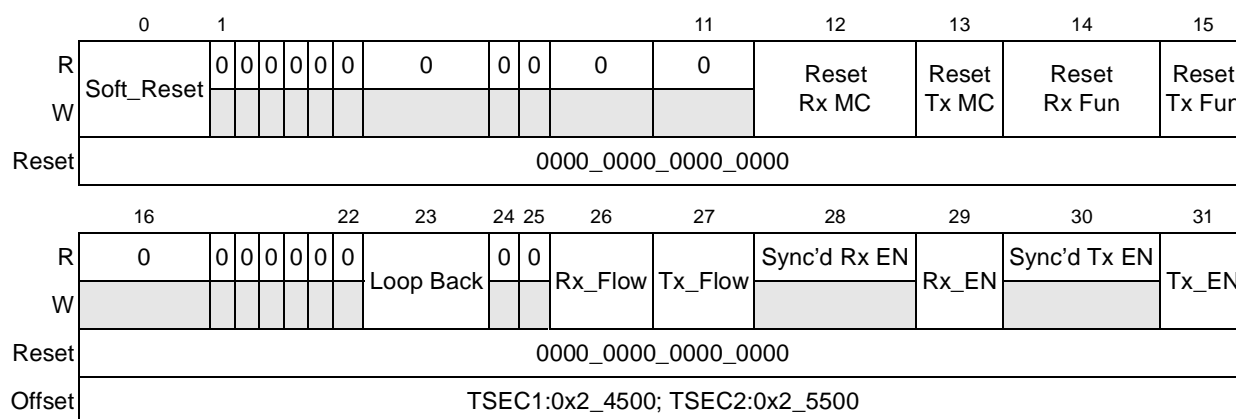 0 1 11 12 13 14 15
R Soft_Reset 0 0 0 0 0 0 0 0 0 0 0 Reset Rx MC Reset Tx MC Reset Rx Fun Reset Tx Fun
W
Reset 0000_0000_0000_0000
16 22 23 24 25 26 27 28 29 30 31
R 0 0 0 0 0 0 0 Loop Back 0 0 Rx_Flow Tx_Flow Sync’d Rx EN Rx_EN Sync’d Tx EN Tx_EN
W
Reset 0000_0000_0000_0000
Offset TSEC1:0x2_4500; TSEC2:0x2_5500